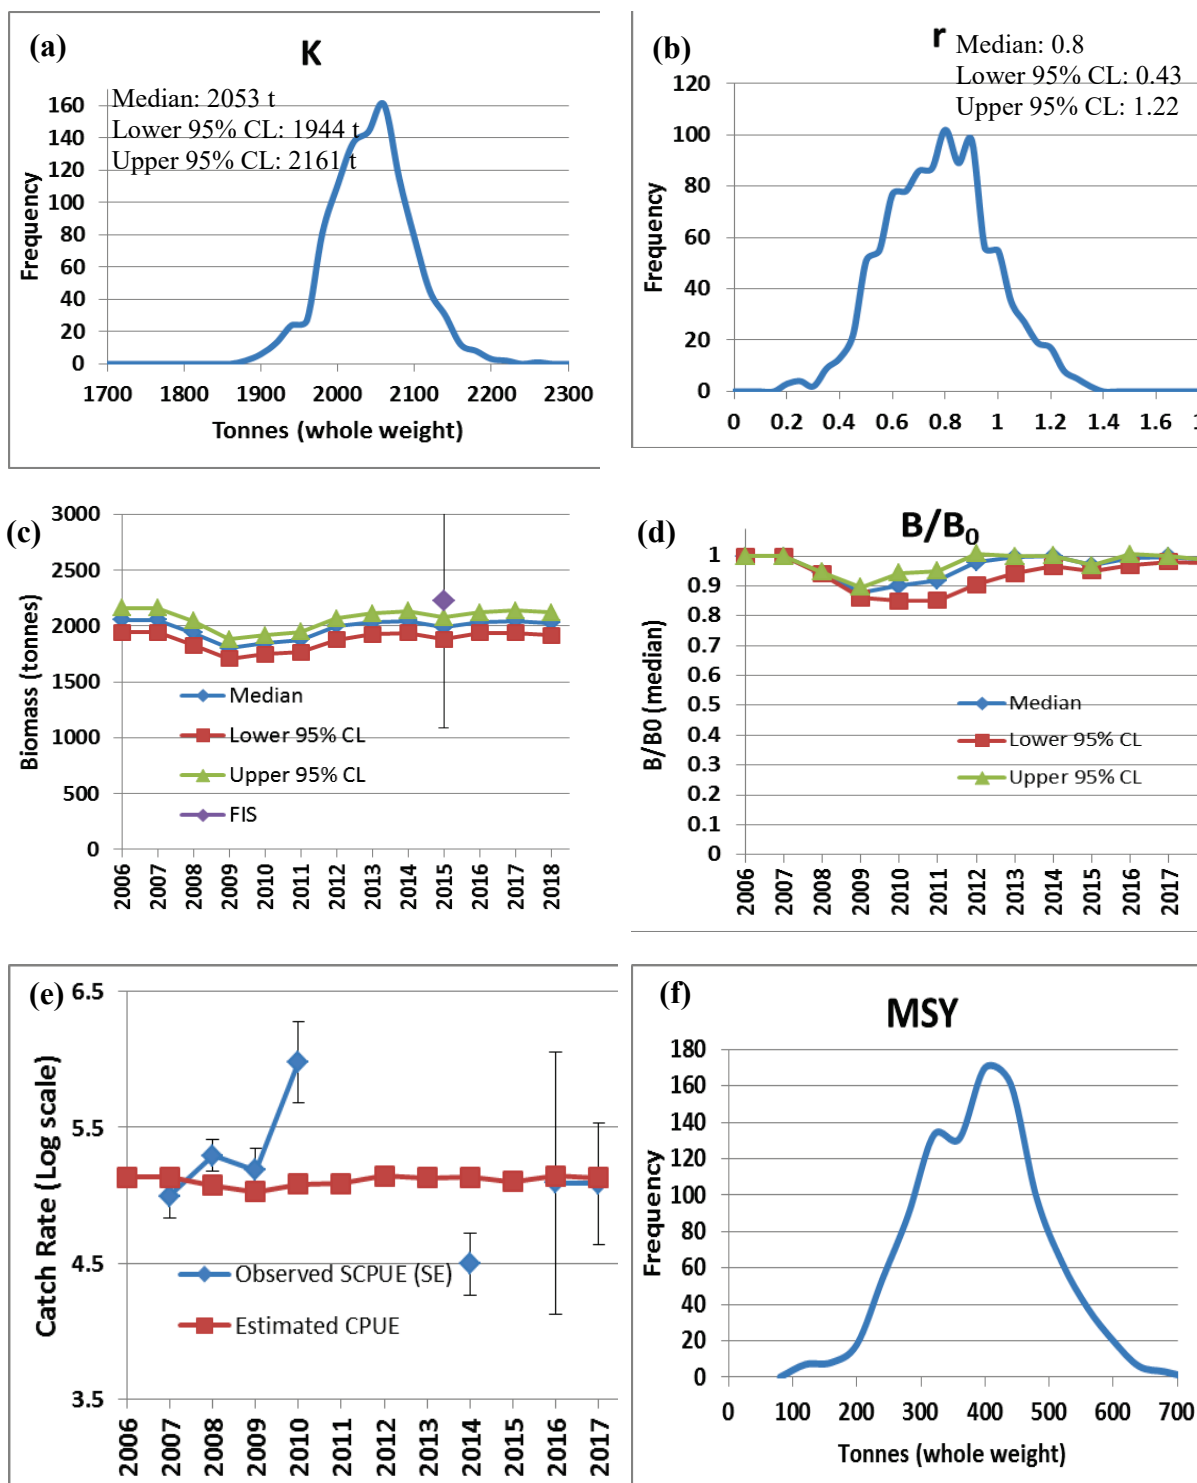 (a)
K
Median: 2053 t
Lower 95% CL: 1944 t
Upper 95% CL: 2161 t
Frequency
160
140
120
100
80
60
40
20
0
1700 1800 1900 2000 2100 2200 2300
Tonnes (whole weight)
(b)
r
Median: 0.8
Lower 95% CL: 0.43
Upper 95% CL: 1.22
Frequency
120
100
80
60
40
20
0
0 0.2 0.4 0.6 0.8 1 1.2 1.4 1.6 1
(c)
Biomass (tonnes)
3000
2500
2000
1500
1000
500
0
Median
Lower 95% CL
Upper 95% CL
FIS
2006 2007 2008 2009 2010 2011 2012 2013 2014 2015 2016 2017 2018
(d)
B/B₀
B/B0 (median)
1
0.9
0.8
0.7
0.6
0.5
0.4
0.3
0.2
0.1
0
Median
Lower 95% CL
Upper 95% CL
2006 2007 2008 2009 2010 2011 2012 2013 2014 2015 2016 2017
(e)
Catch Rate (Log scale)
6.5
5.5
4.5
3.5
Observed SCPUE (SE)
Estimated CPUE
2006 2007 2008 2009 2010 2011 2012 2013 2014 2015 2016 2017
(f)
MSY
Frequency
180
160
140
120
100
80
60
40
20
0
0 100 200 300 400 500 600 700
Tonnes (whole weight)